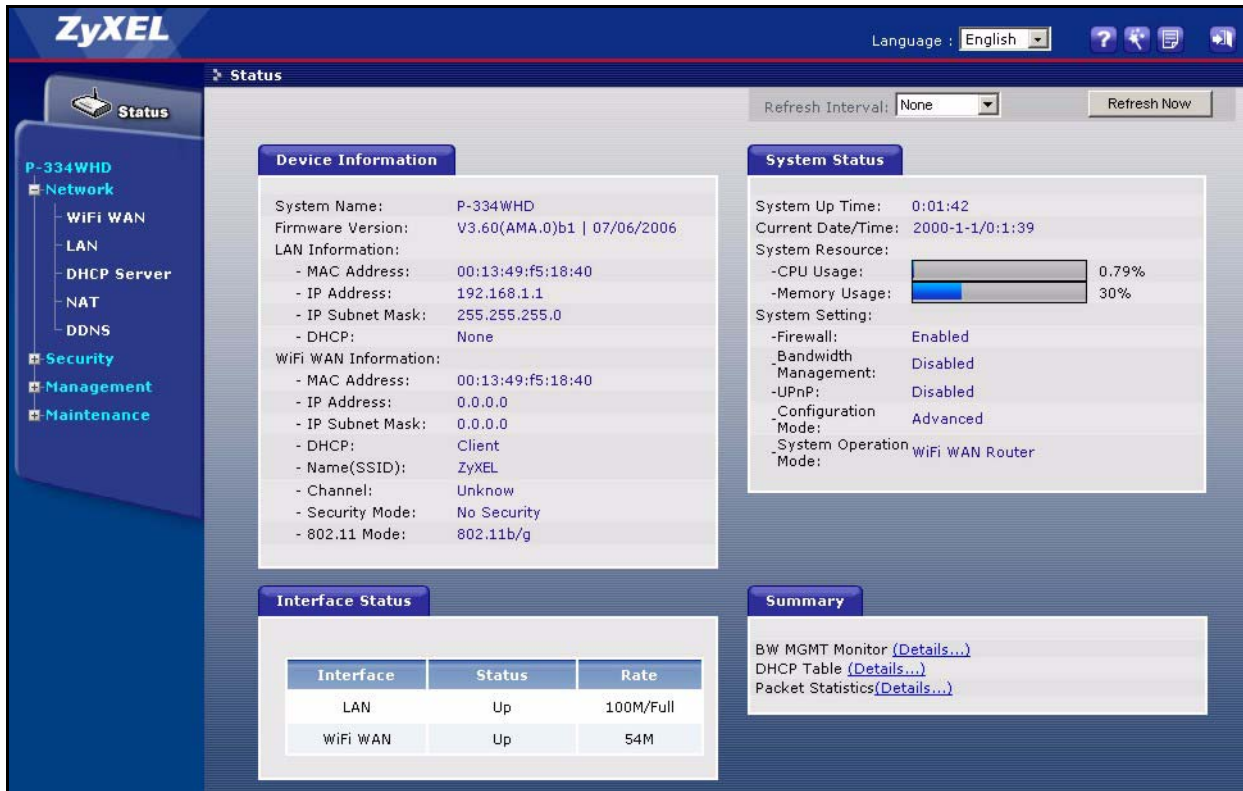 ZyXEL
Language : English
Status
Status
Refresh Interval: None
Refresh Now
P-334WHD
Network
WiFi WAN
LAN
DHCP Server
NAT
DDNS
Security
Management
Maintenance
Device Information
System Name: P-334WHD
Firmware Version: V3.60(AMA.0)b1 | 07/06/2006
LAN Information:
- MAC Address: 00:13:49:f5:18:40
- IP Address: 192.168.1.1
- IP Subnet Mask: 255.255.255.0
- DHCP: None
WiFi WAN Information:
- MAC Address: 00:13:49:f5:18:40
- IP Address: 0.0.0.0
- IP Subnet Mask: 0.0.0.0
- DHCP: Client
- Name(SSID): ZyXEL
- Channel: Unknow
- Security Mode: No Security
- 802.11 Mode: 802.11b/g
System Status
System Up Time: 0:01:42
Current Date/Time: 2000-1-1/0:1:39
System Resource:
-CPU Usage: 0.79%
-Memory Usage: 30%
System Setting:
-Firewall: Enabled
-Bandwidth
Management: Disabled
-UPnP: Disabled
-Configuration
Mode: Advanced
-System Operation
Mode: WiFi WAN Router
Interface Status
Interface Status Rate
LAN Up 100M/Full
WiFi WAN Up 54M
Summary
BW MGMT Monitor (Details...)
DHCP Table (Details...)
Packet Statistics(Details...)